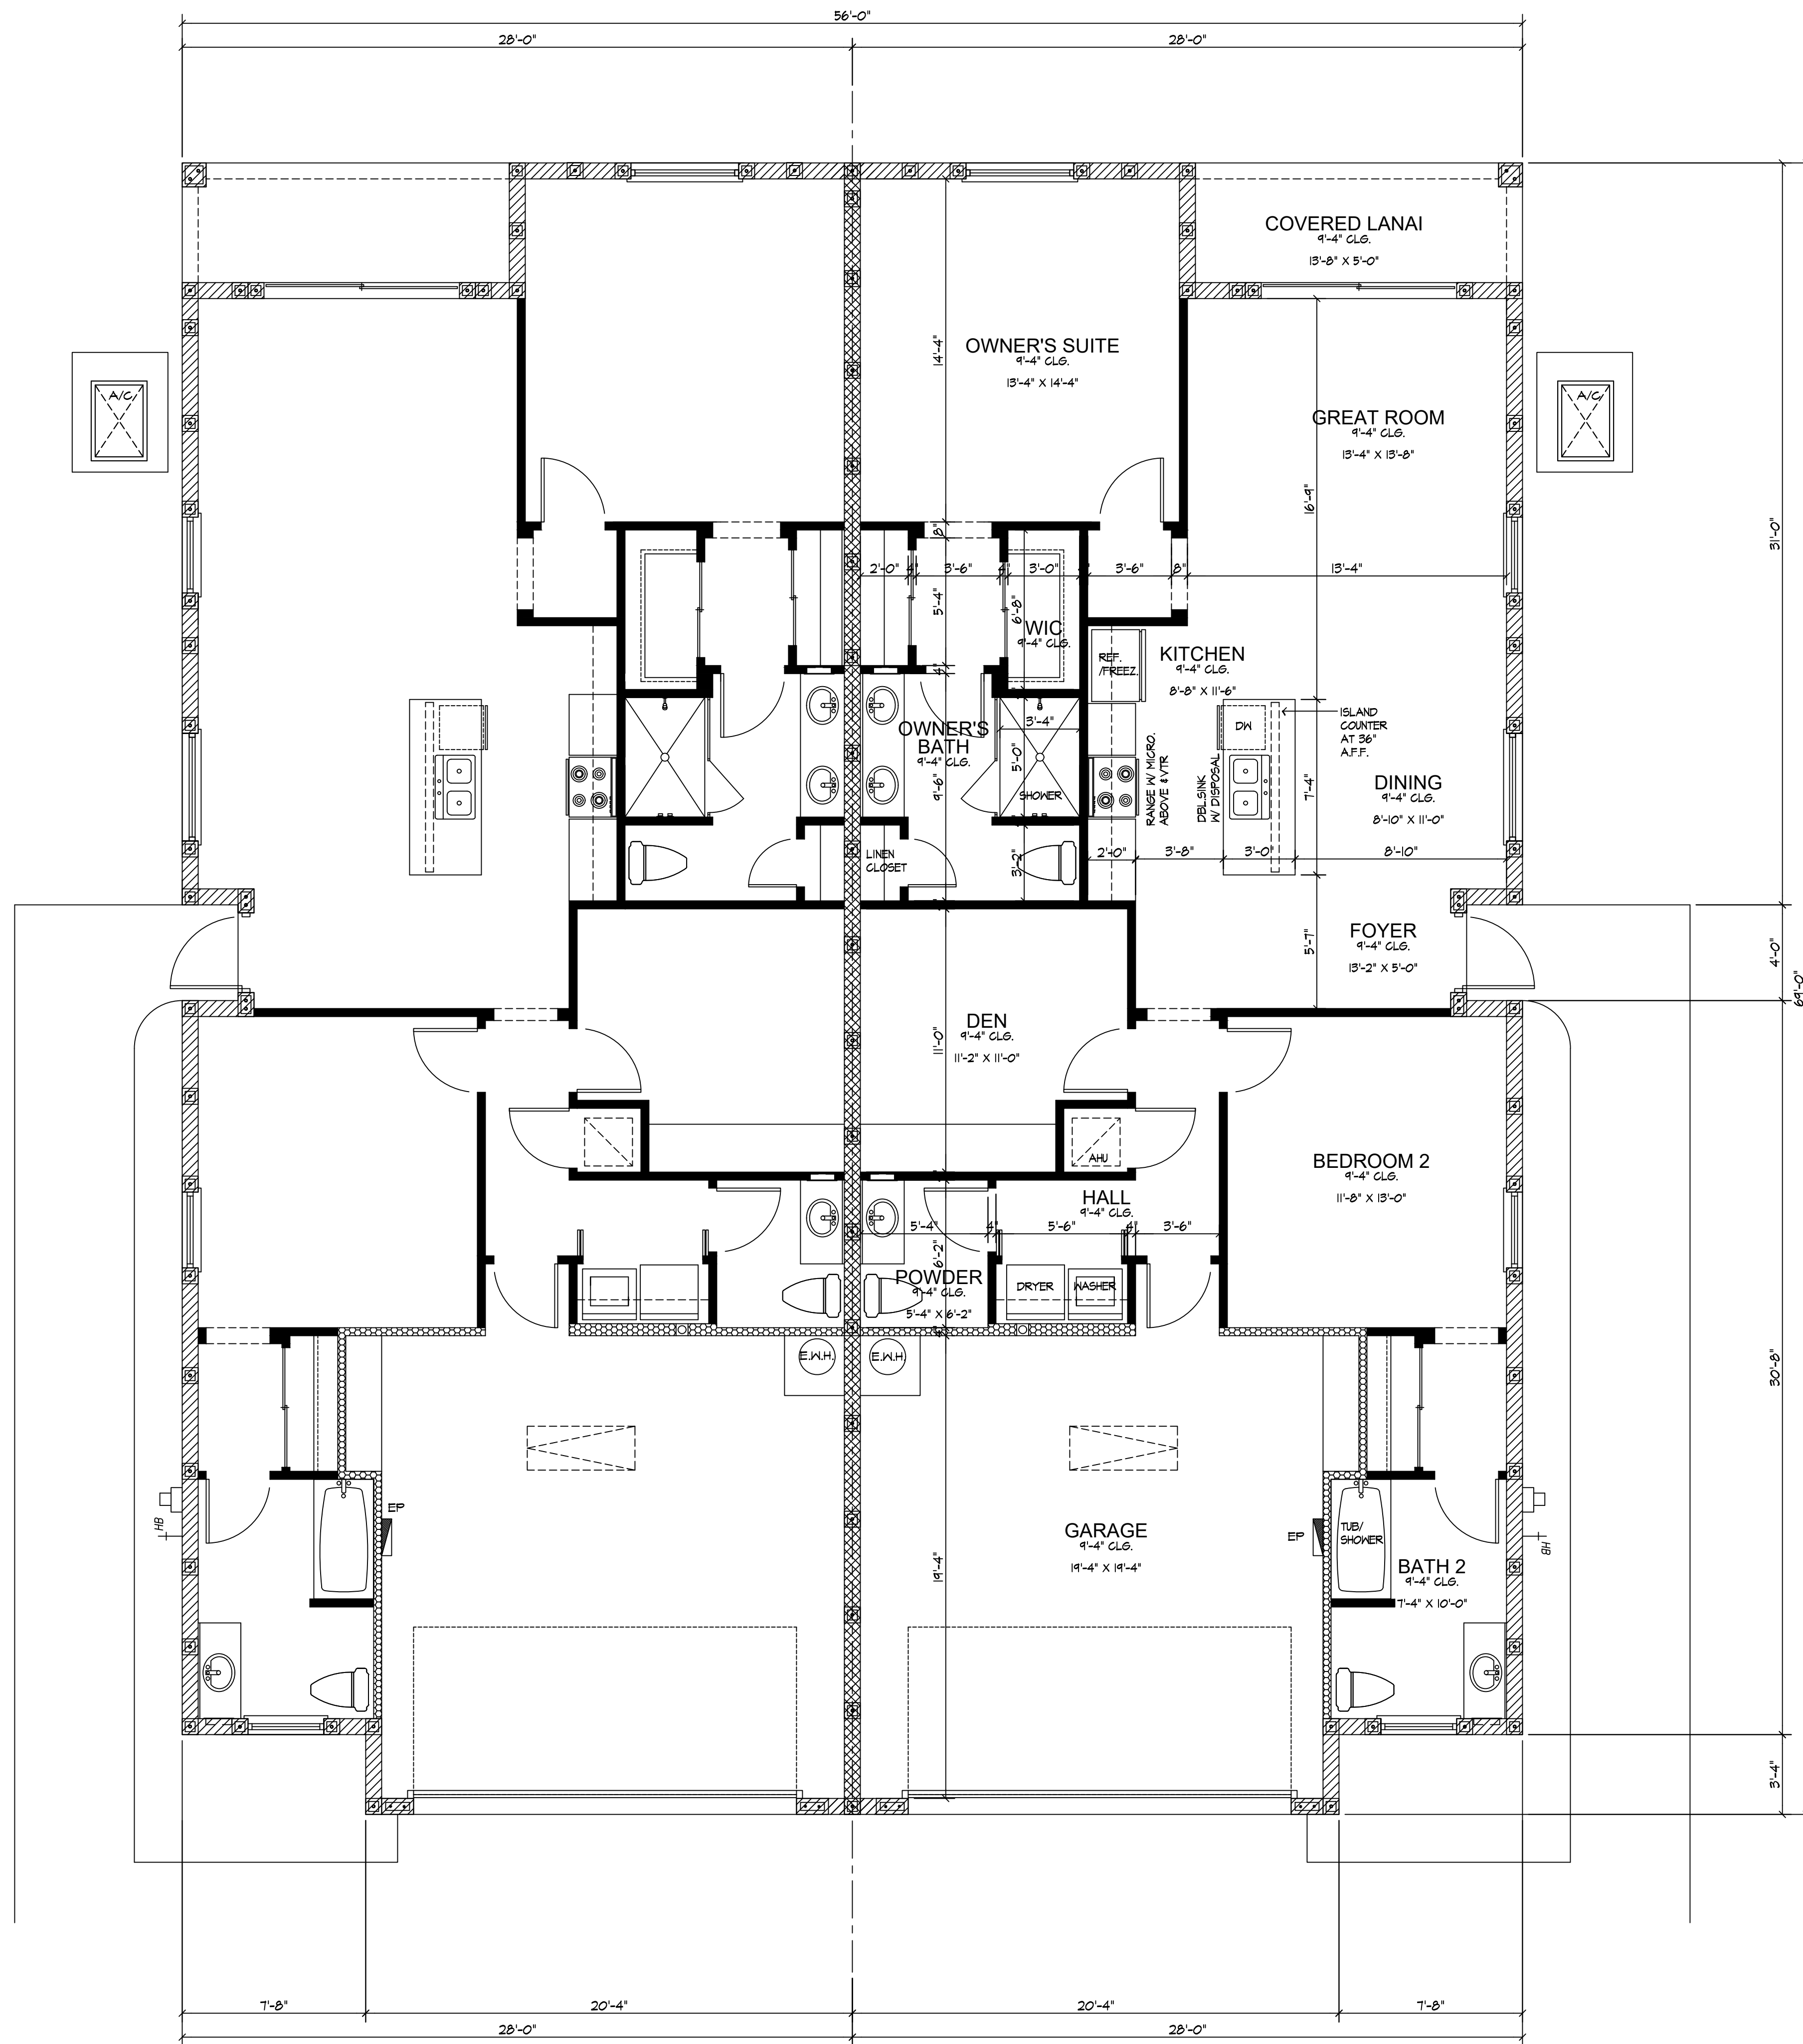 56'-0"
28'-0"
28'-0"
COVERED LANAI
9'-4" CLG.
13'-8" X 5'-0"
OWNER'S SUITE
9'-4" CLG.
13'-4" X 14'-4"
14'-4"
A/C
A/C
GREAT ROOM
9'-4" CLG.
13'-4" X 13'-8"
16'-9"
31'-0"
8"
2'-0"
4"
3'-6"
4"
3'-0"
3'-6"
8"
13'-4"
5'-4"
6'-8"
WIC
9'-4" CLG.
REF.
/FREEZ.
KITCHEN
9'-4" CLG.
8'-8" X 11'-6"
4"
OWNER'S
BATH
9'-4" CLG.
9'-6"
3'-4"
5'-0"
SHOWER
RANGE W/ MICRO.
ABOVE & VTR
DBL.SINK
W/ DISPOSAL
DW
ISLAND
COUNTER
AT 36"
A.F.F.
7'-4"
DINING
9'-4" CLG.
8'-10" X 11'-0"
LINEN
CLOSET
3'-2"
2'-0"
3'-8"
3'-0"
8'-10"
FOYER
9'-4" CLG.
13'-2" X 5'-0"
5'-7"
4'-0"
69'-0"
DEN
9'-4" CLG.
11'-2" X 11'-0"
11'-0"
AHU
BEDROOM 2
9'-4" CLG.
11'-8" X 13'-0"
HALL
9'-4" CLG.
5'-4"
4"
5'-6"
4"
3'-6"
6'-2"
POWDER
9'-4" CLG.
5'-4" X 6'-2"
DRYER
WASHER
4"
E.W.H.
E.W.H.
30'-8"
EP
HB
GARAGE
9'-4" CLG.
19'-4" X 19'-4"
19'-4"
EP
TUB/
SHOWER
HB
BATH 2
9'-4" CLG.
7'-4" X 10'-0"
3'-4"
7'-8"
20'-4"
20'-4"
7'-8"
28'-0"
28'-0"